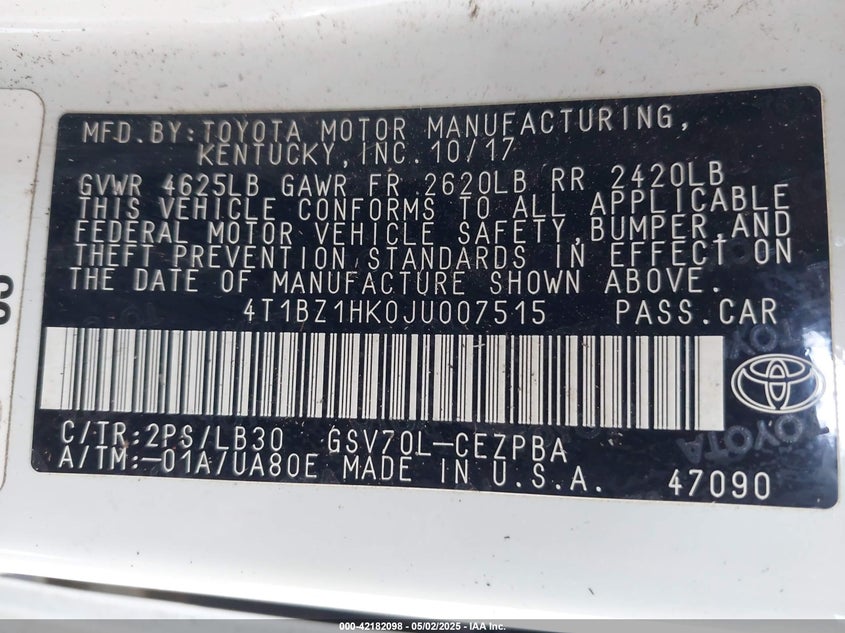 MFD.BY:TOYOTA MOTOR MANUFACTURING,
KENTUCKY, INC. 10/17
GVWR 4625LB GAWR FR 2620LB RR 2420LB
THIS VEHICLE CONFORMS TO ALL APPLICABLE
FEDERAL MOTOR VEHICLE SAFETY,BUMPER,AND
THEFT PREVENTION STANDARDS IN EFFECT ON
THE DATE OF MANUFACTURE SHOWN ABOVE.
4T1BZ1HK0JU007515 PASS.CAR
C/TR:2PS/LB30 GSV70L-CEZPBA
A/TM:-01A/UA80E MADE IN U.S.A. 47090
TOYOTA
000-42182098 - 05/02/2025 - IAA Inc.